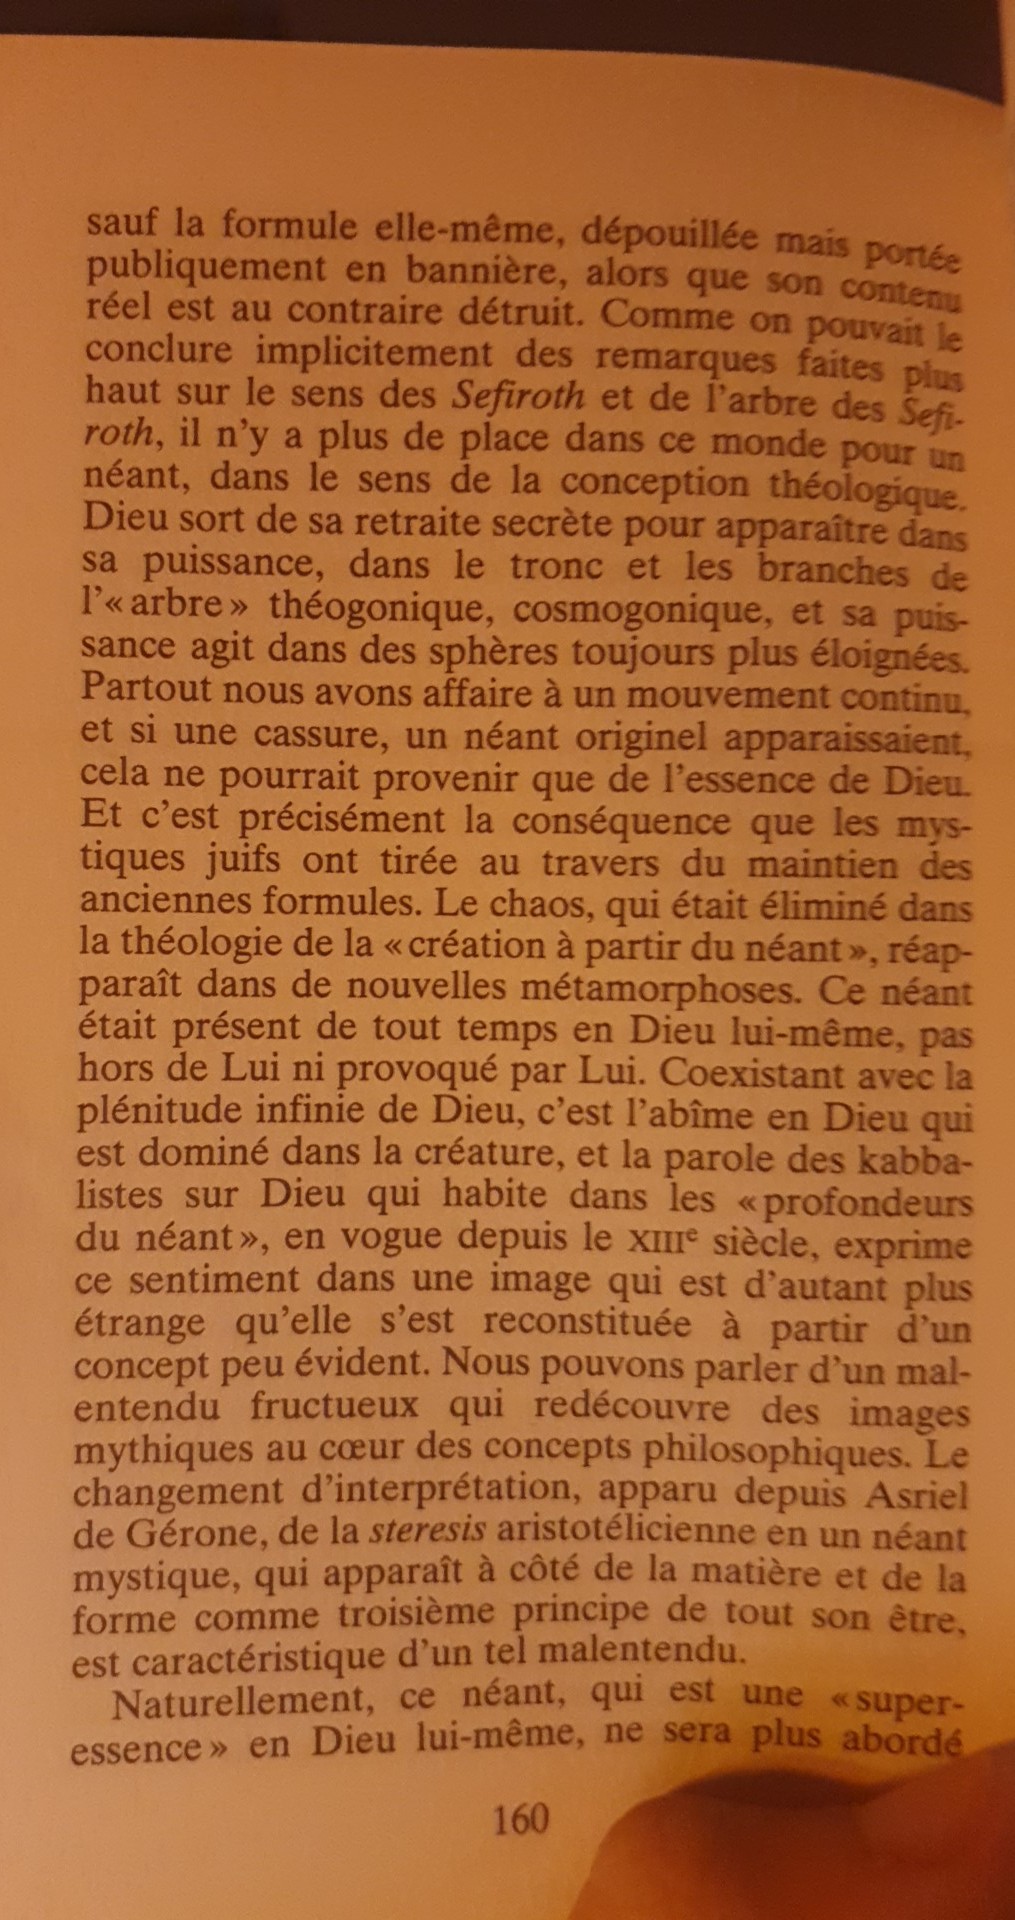 sauf la formule elle-même, dépouillée mais portée
publiquement en bannière, alors que son contenu
réel est au contraire détruit. Comme on pouvait le
conclure implicitement des remarques faites plus
haut sur le sens des Sefiroth et de l'arbre des Sefi-
roth, il n'y a plus de place dans ce monde pour un
néant, dans le sens de la conception théologique.
Dieu sort de sa retraite secrète pour apparaître dans
sa puissance, dans le tronc et les branches de
l'« arbre » théogonique, cosmogonique, et sa puis-
sance agit dans des sphères toujours plus éloignées.
Partout nous avons affaire à un mouvement continu,
et si une cassure, un néant originel apparaissaient,
cela ne pourrait provenir que de l'essence de Dieu.
Et c'est précisément la conséquence que les mys-
tiques juifs ont tirée au travers du maintien des
anciennes formules. Le chaos, qui était éliminé dans
la théologie de la « création à partir du néant », réap-
paraît dans de nouvelles métamorphoses. Ce néant
était présent de tout temps en Dieu lui-même, pas
hors de Lui ni provoqué par Lui. Coexistant avec la
plénitude infinie de Dieu, c'est l'abîme en Dieu qui
est dominé dans la créature, et la parole des kabba-
listes sur Dieu qui habite dans les « profondeurs
du néant », en vogue depuis le XIIIe siècle, exprime
ce sentiment dans une image qui est d'autant plus
étrange qu'elle s'est reconstituée à partir d'un
concept peu évident. Nous pouvons parler d'un mal-
entendu fructueux qui redécouvre des images
mythiques au cœur des concepts philosophiques. Le
changement d'interprétation, apparu depuis Asriel
de Gérone, de la steresis aristotélicienne en un néant
mystique, qui apparaît à côté de la matière et de la
forme comme troisième principe de tout son être,
est caractéristique d'un tel malentendu.
Naturellement, ce néant, qui est une « super-
essence » en Dieu lui-même, ne sera plus abordé
160